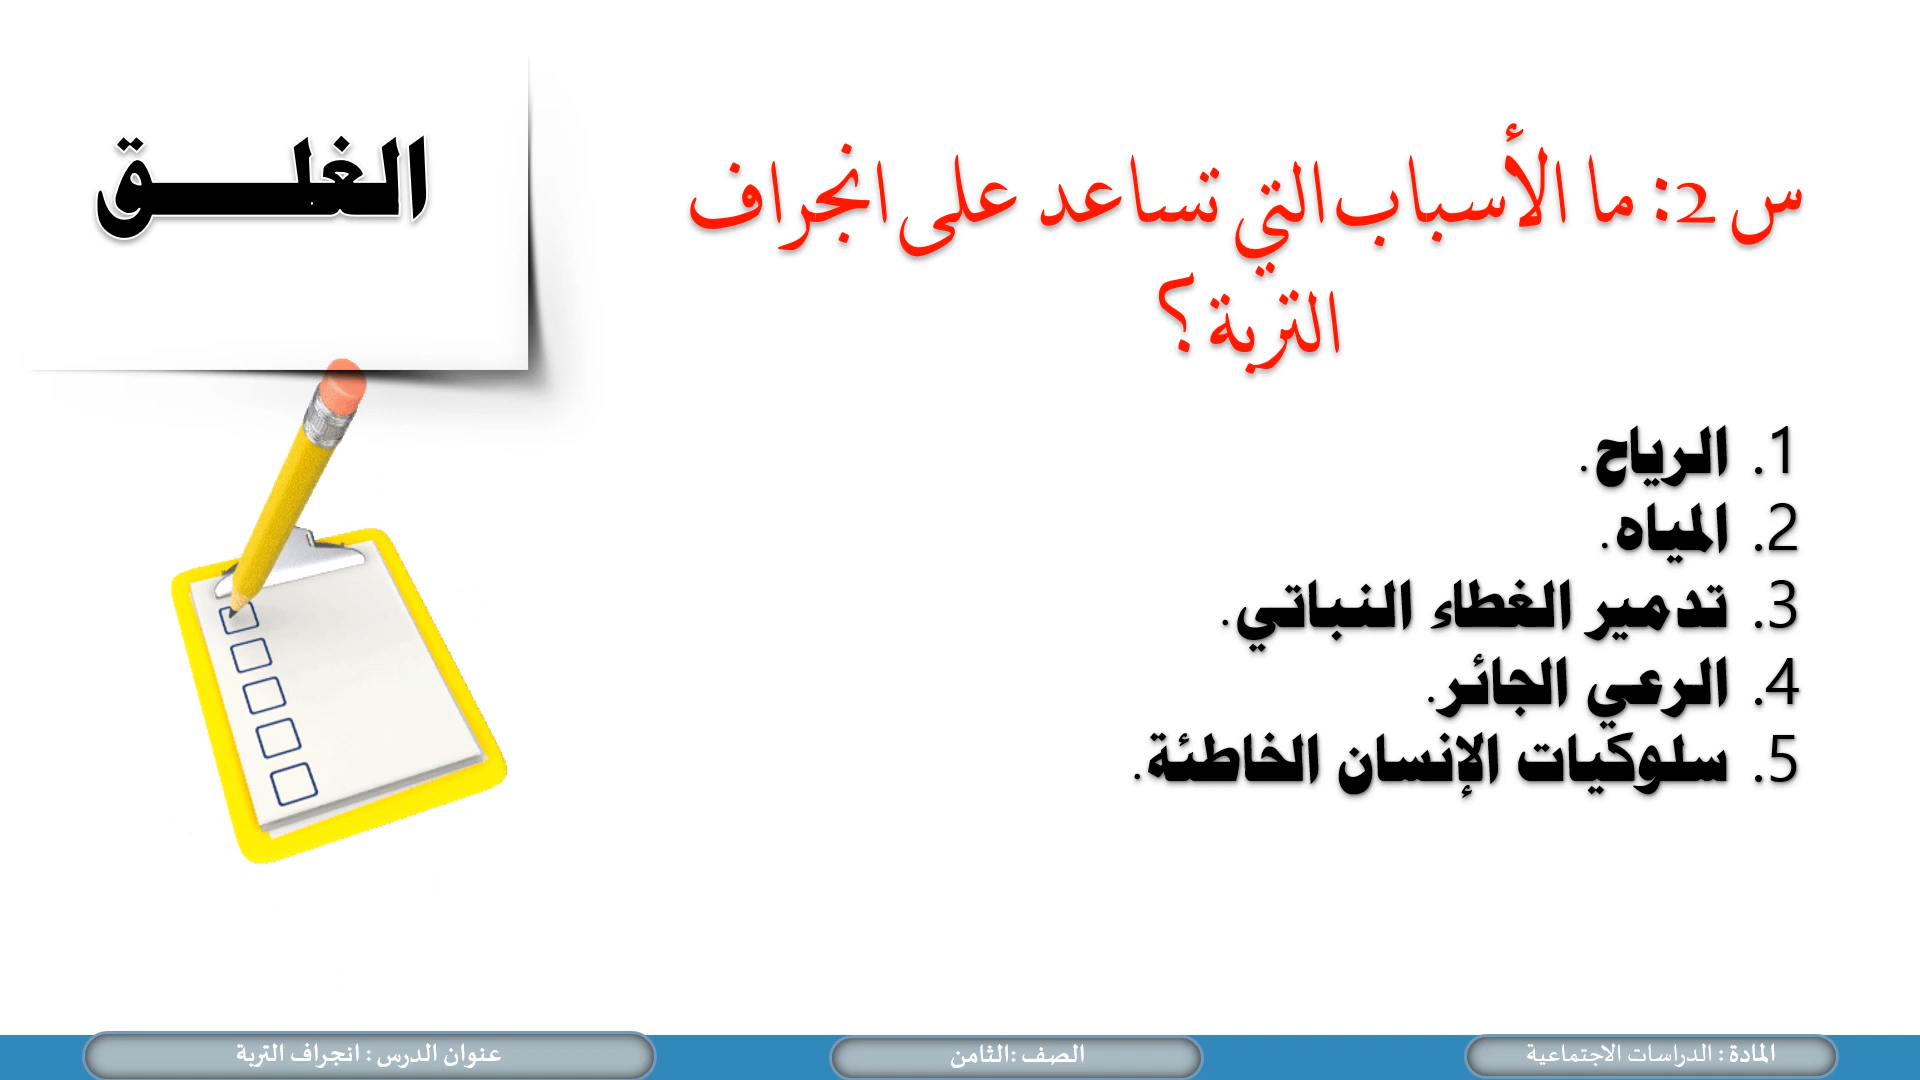 الغلـــــــق
س 2: ما الأسباب التي تساعد على انجراف
التربة ؟
1. الرياح.
2. المياه.
3. تدمير الغطاء النباتي.
4. الرعي الجائر.
5. سلوكيات الإنسان الخاطئة.
المادة : الدراسات الاجتماعية
الصف :الثامن
عنوان الدرس : انجراف التربة